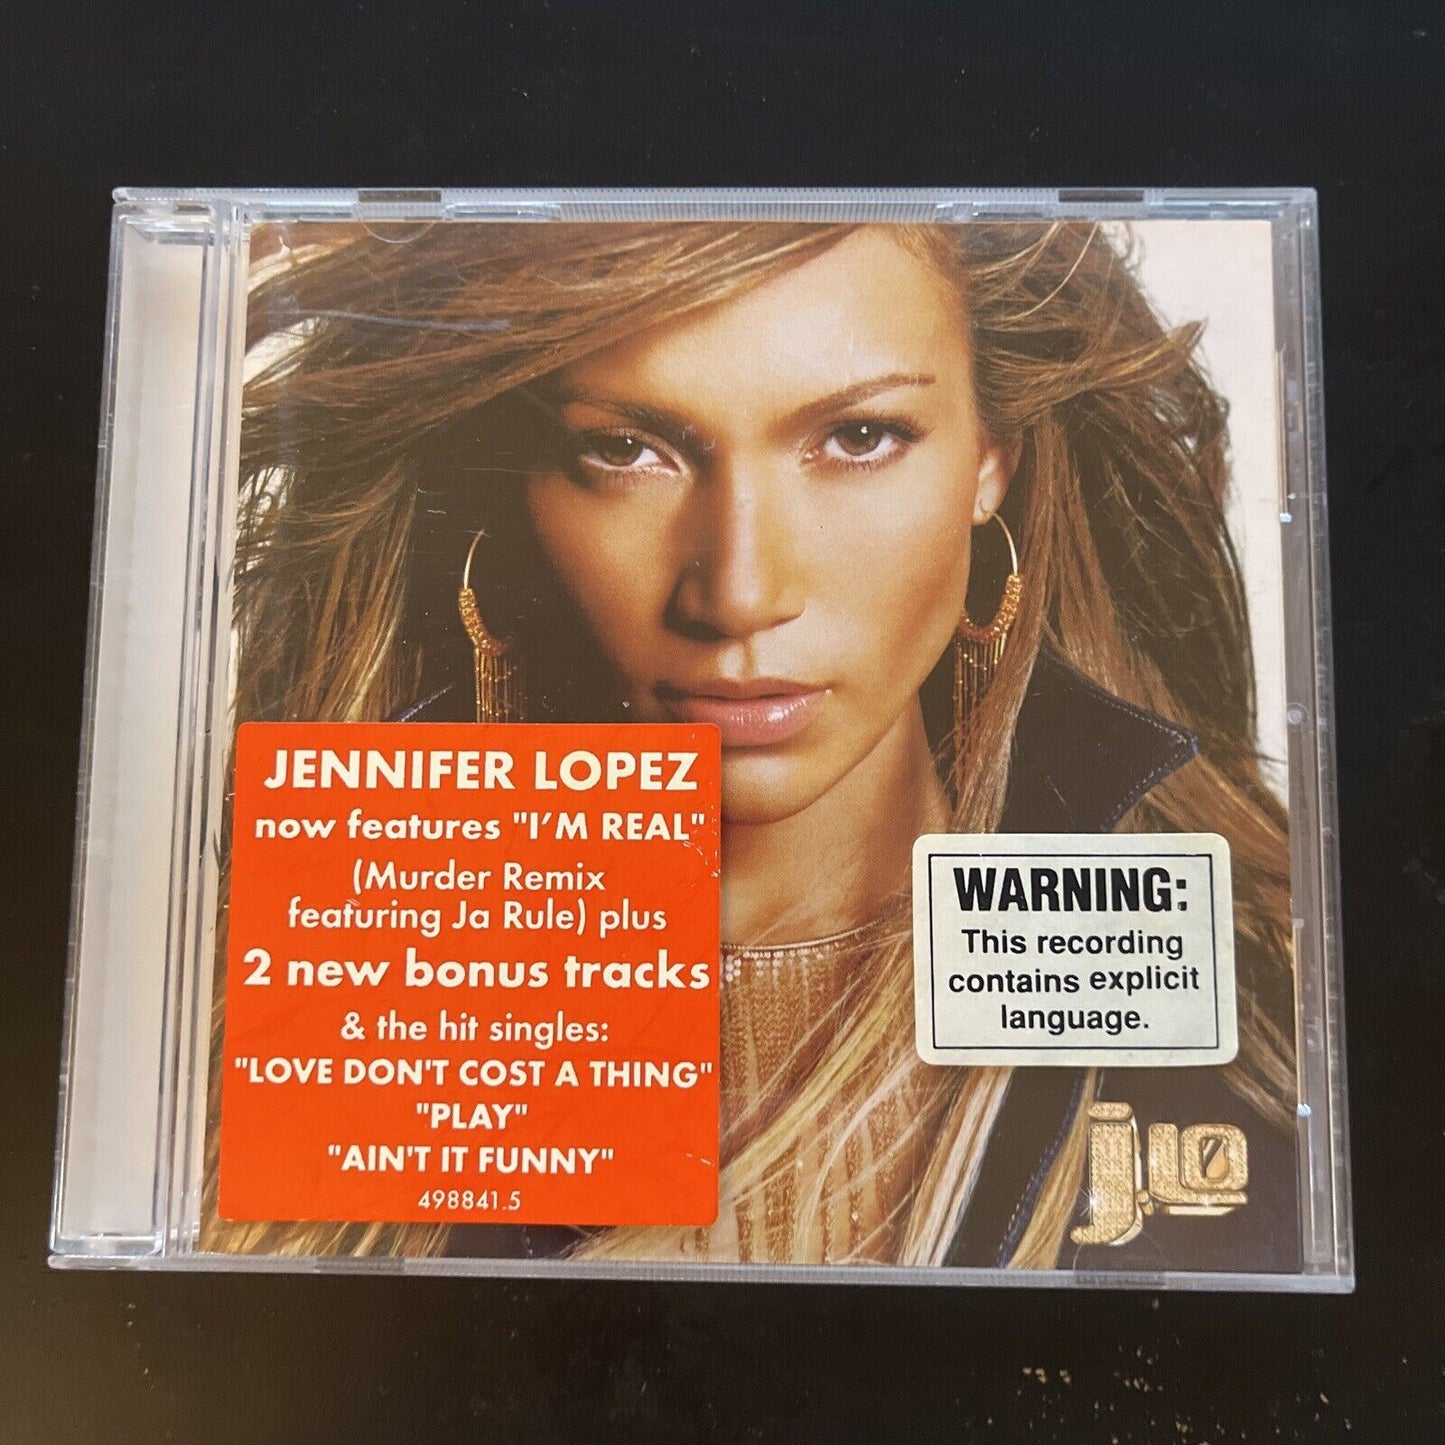 JENNIFER LOPEZ
now features "I'M REAL"
(Murder Remix
featuring Ja Rule) plus
2 new bonus tracks
& the hit singles:
"LOVE DON'T COST A THING"
"PLAY"
"AIN'T IT FUNNY"
498841.5
WARNING:
This recording
contains explicit
language.
J.LO